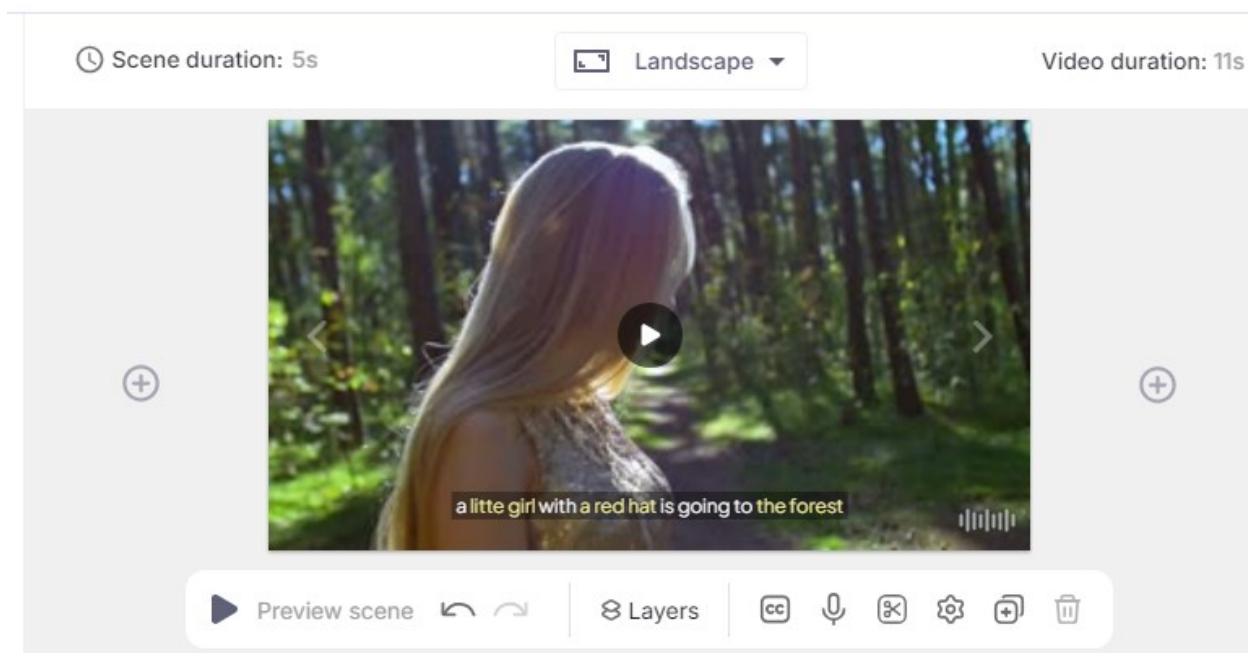 Scene duration: 5s
Landscape
Video duration: 11s
a litte girl with a red hat is going to the forest
Preview scene
Layers
CC